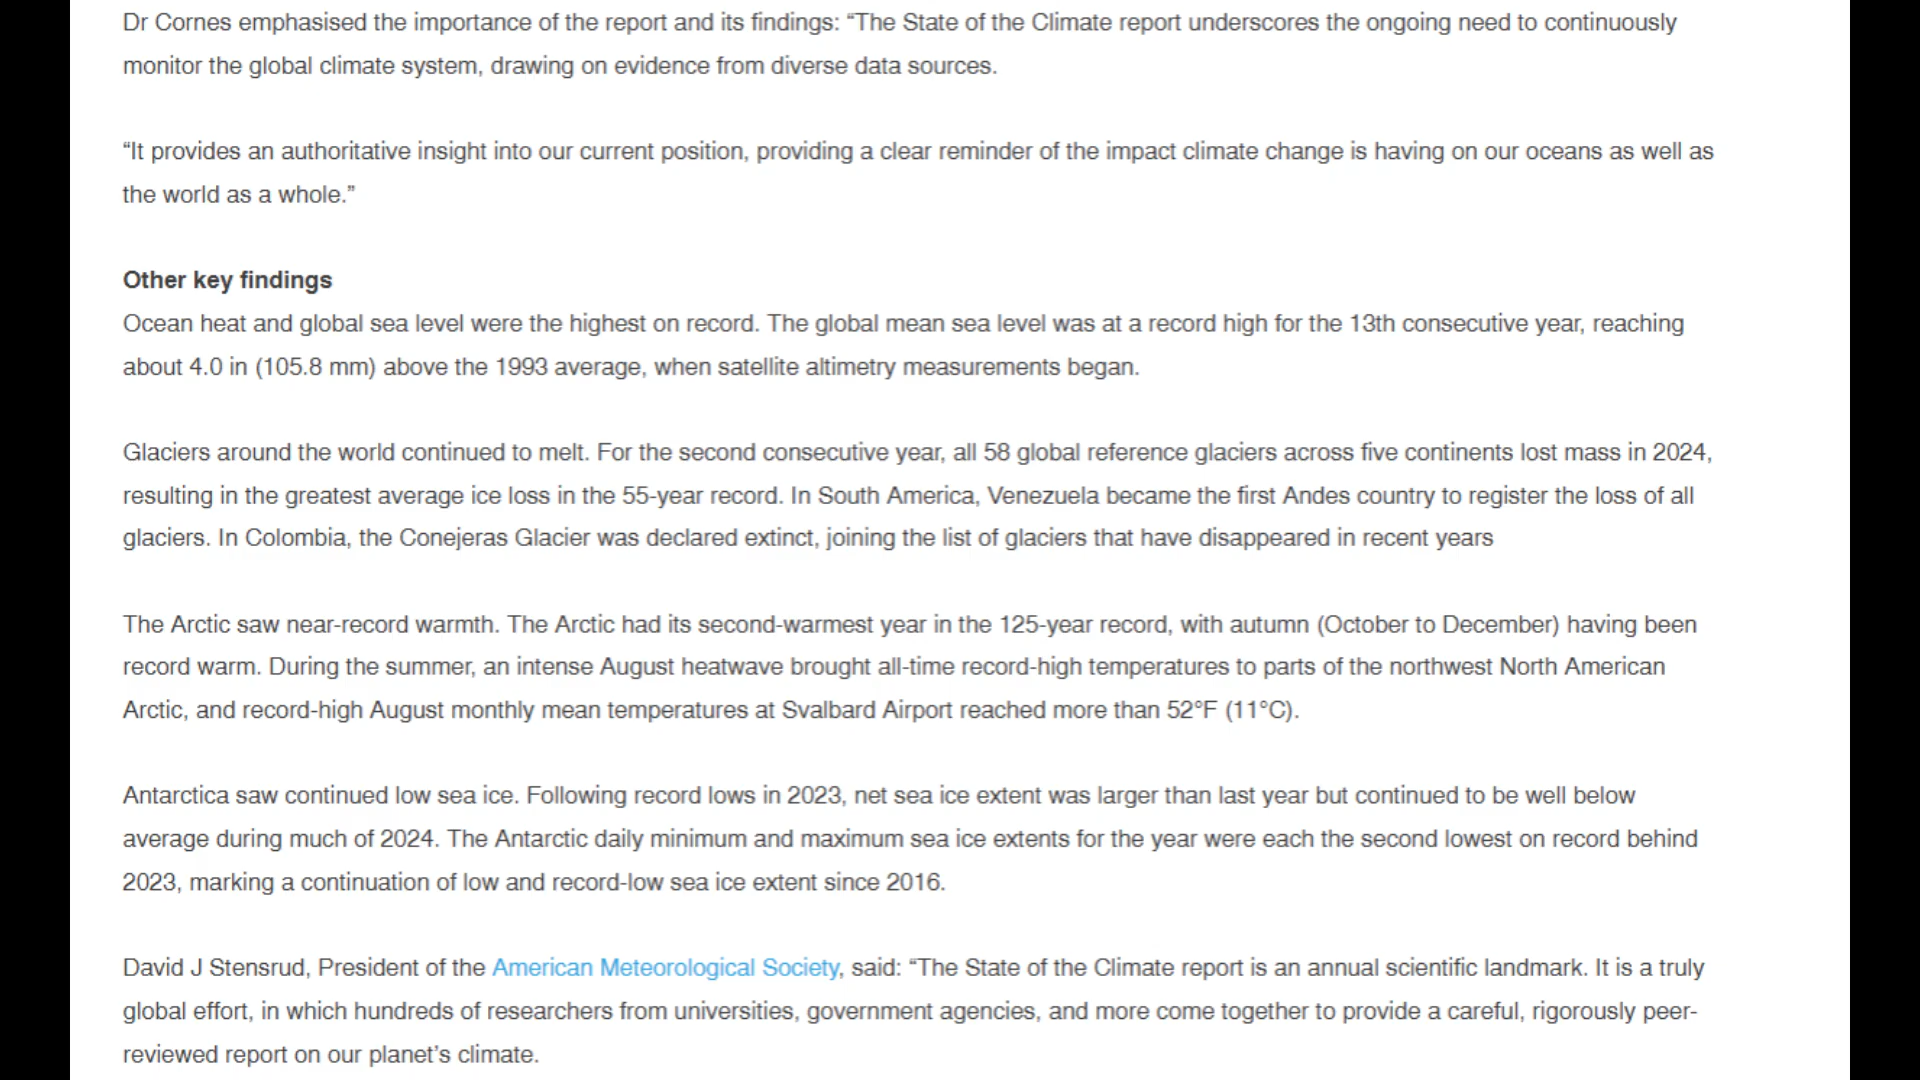 Dr Cornes emphasised the importance of the report and its findings: “The State of the Climate report underscores the ongoing need to continuously
monitor the global climate system, drawing on evidence from diverse data sources.
“It provides an authoritative insight into our current position, providing a clear reminder of the impact climate change is having on our oceans as well as
the world as a whole.”
Other key findings
Ocean heat and global sea level were the highest on record. The global mean sea level was at a record high for the 13th consecutive year, reaching
about 4.0 in (105.8 mm) above the 1993 average, when satellite altimetry measurements began.
Glaciers around the world continued to melt. For the second consecutive year, all 58 global reference glaciers across five continents lost mass in 2024,
resulting in the greatest average ice loss in the 55-year record. In South America, Venezuela became the first Andes country to register the loss of all
glaciers. In Colombia, the Conejeras Glacier was declared extinct, joining the list of glaciers that have disappeared in recent years
The Arctic saw near-record warmth. The Arctic had its second-warmest year in the 125-year record, with autumn (October to December) having been
record warm. During the summer, an intense August heatwave brought all-time record-high temperatures to parts of the northwest North American
Arctic, and record-high August monthly mean temperatures at Svalbard Airport reached more than 52°F (11°C).
Antarctica saw continued low sea ice. Following record lows in 2023, net sea ice extent was larger than last year but continued to be well below
average during much of 2024. The Antarctic daily minimum and maximum sea ice extents for the year were each the second lowest on record behind
2023, marking a continuation of low and record-low sea ice extent since 2016.
David J Stensrud, President of the American Meteorological Society, said: “The State of the Climate report is an annual scientific landmark. It is a truly
global effort, in which hundreds of researchers from universities, government agencies, and more come together to provide a careful, rigorously peer-
reviewed report on our planet’s climate.